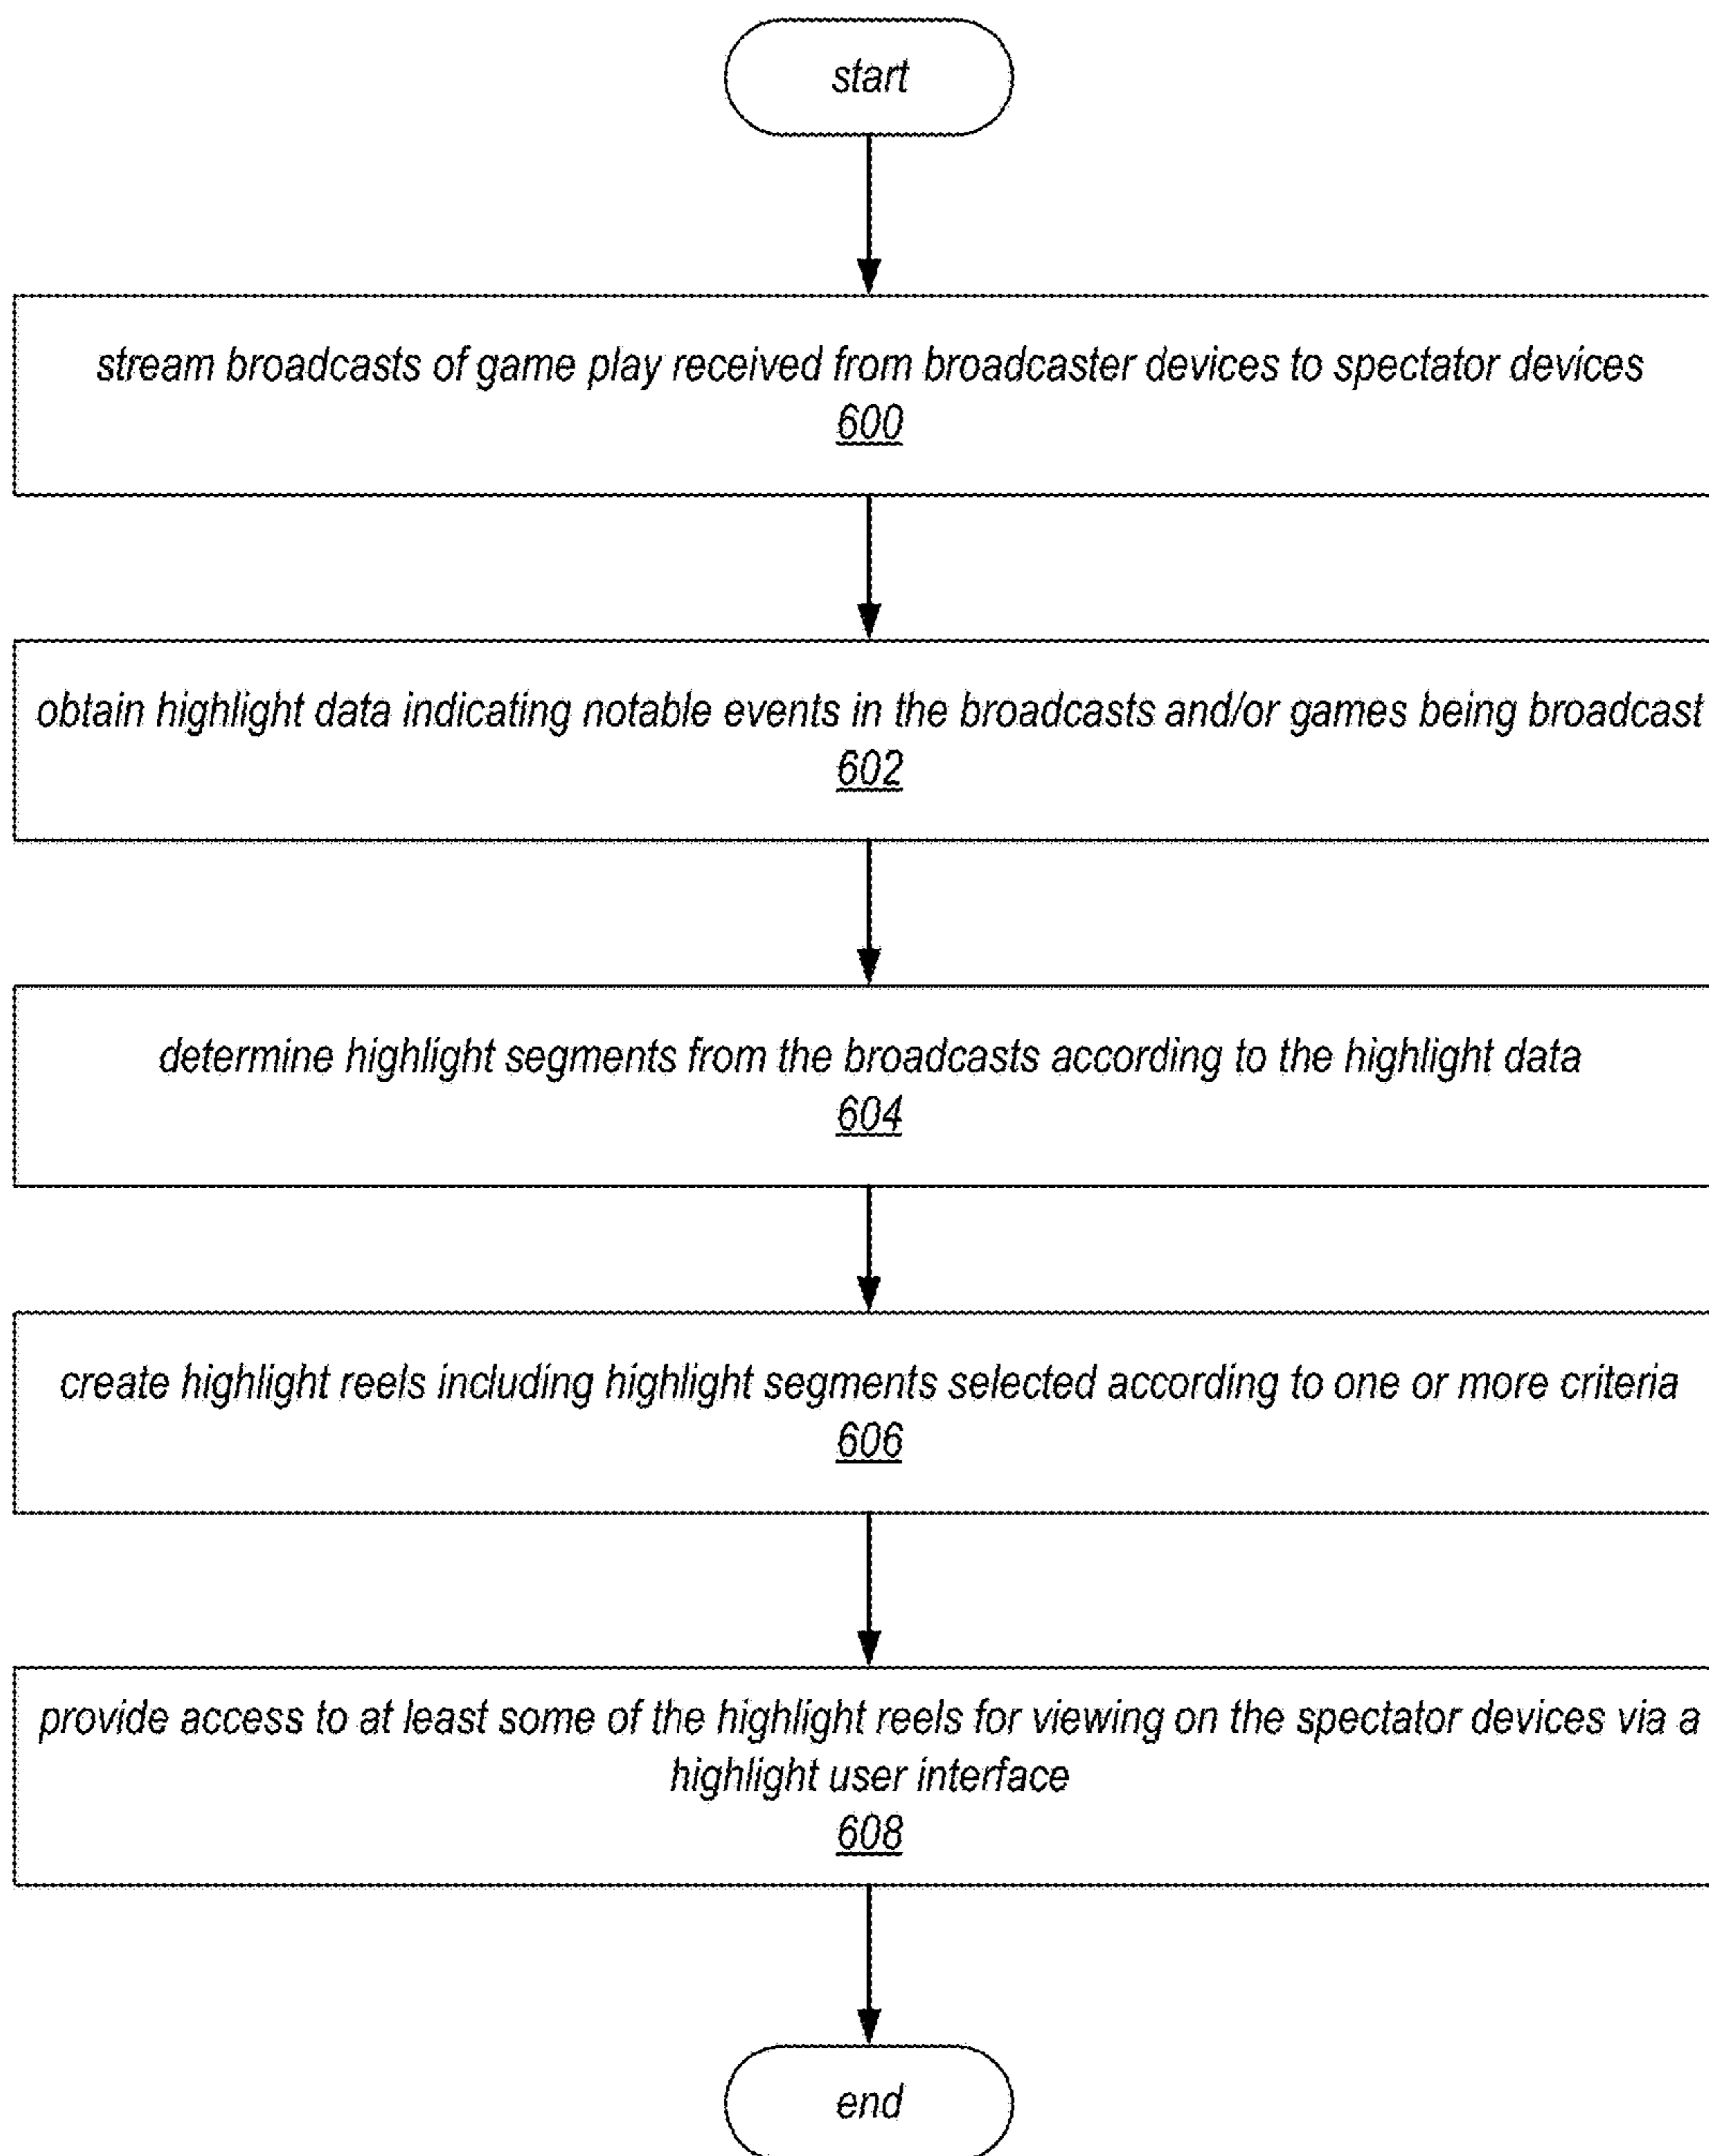 start
stream broadcasts of game play received from broadcaster devices to spectator devices
600
obtain highlight data indicating notable events in the broadcasts and/or games being broadcast
602
determine highlight segments from the broadcasts according to the highlight data
604
create highlight reels including highlight segments selected according to one or more criteria
606
provide access to at least some of the highlight reels for viewing on the spectator devices via a
highlight user interface
608
end